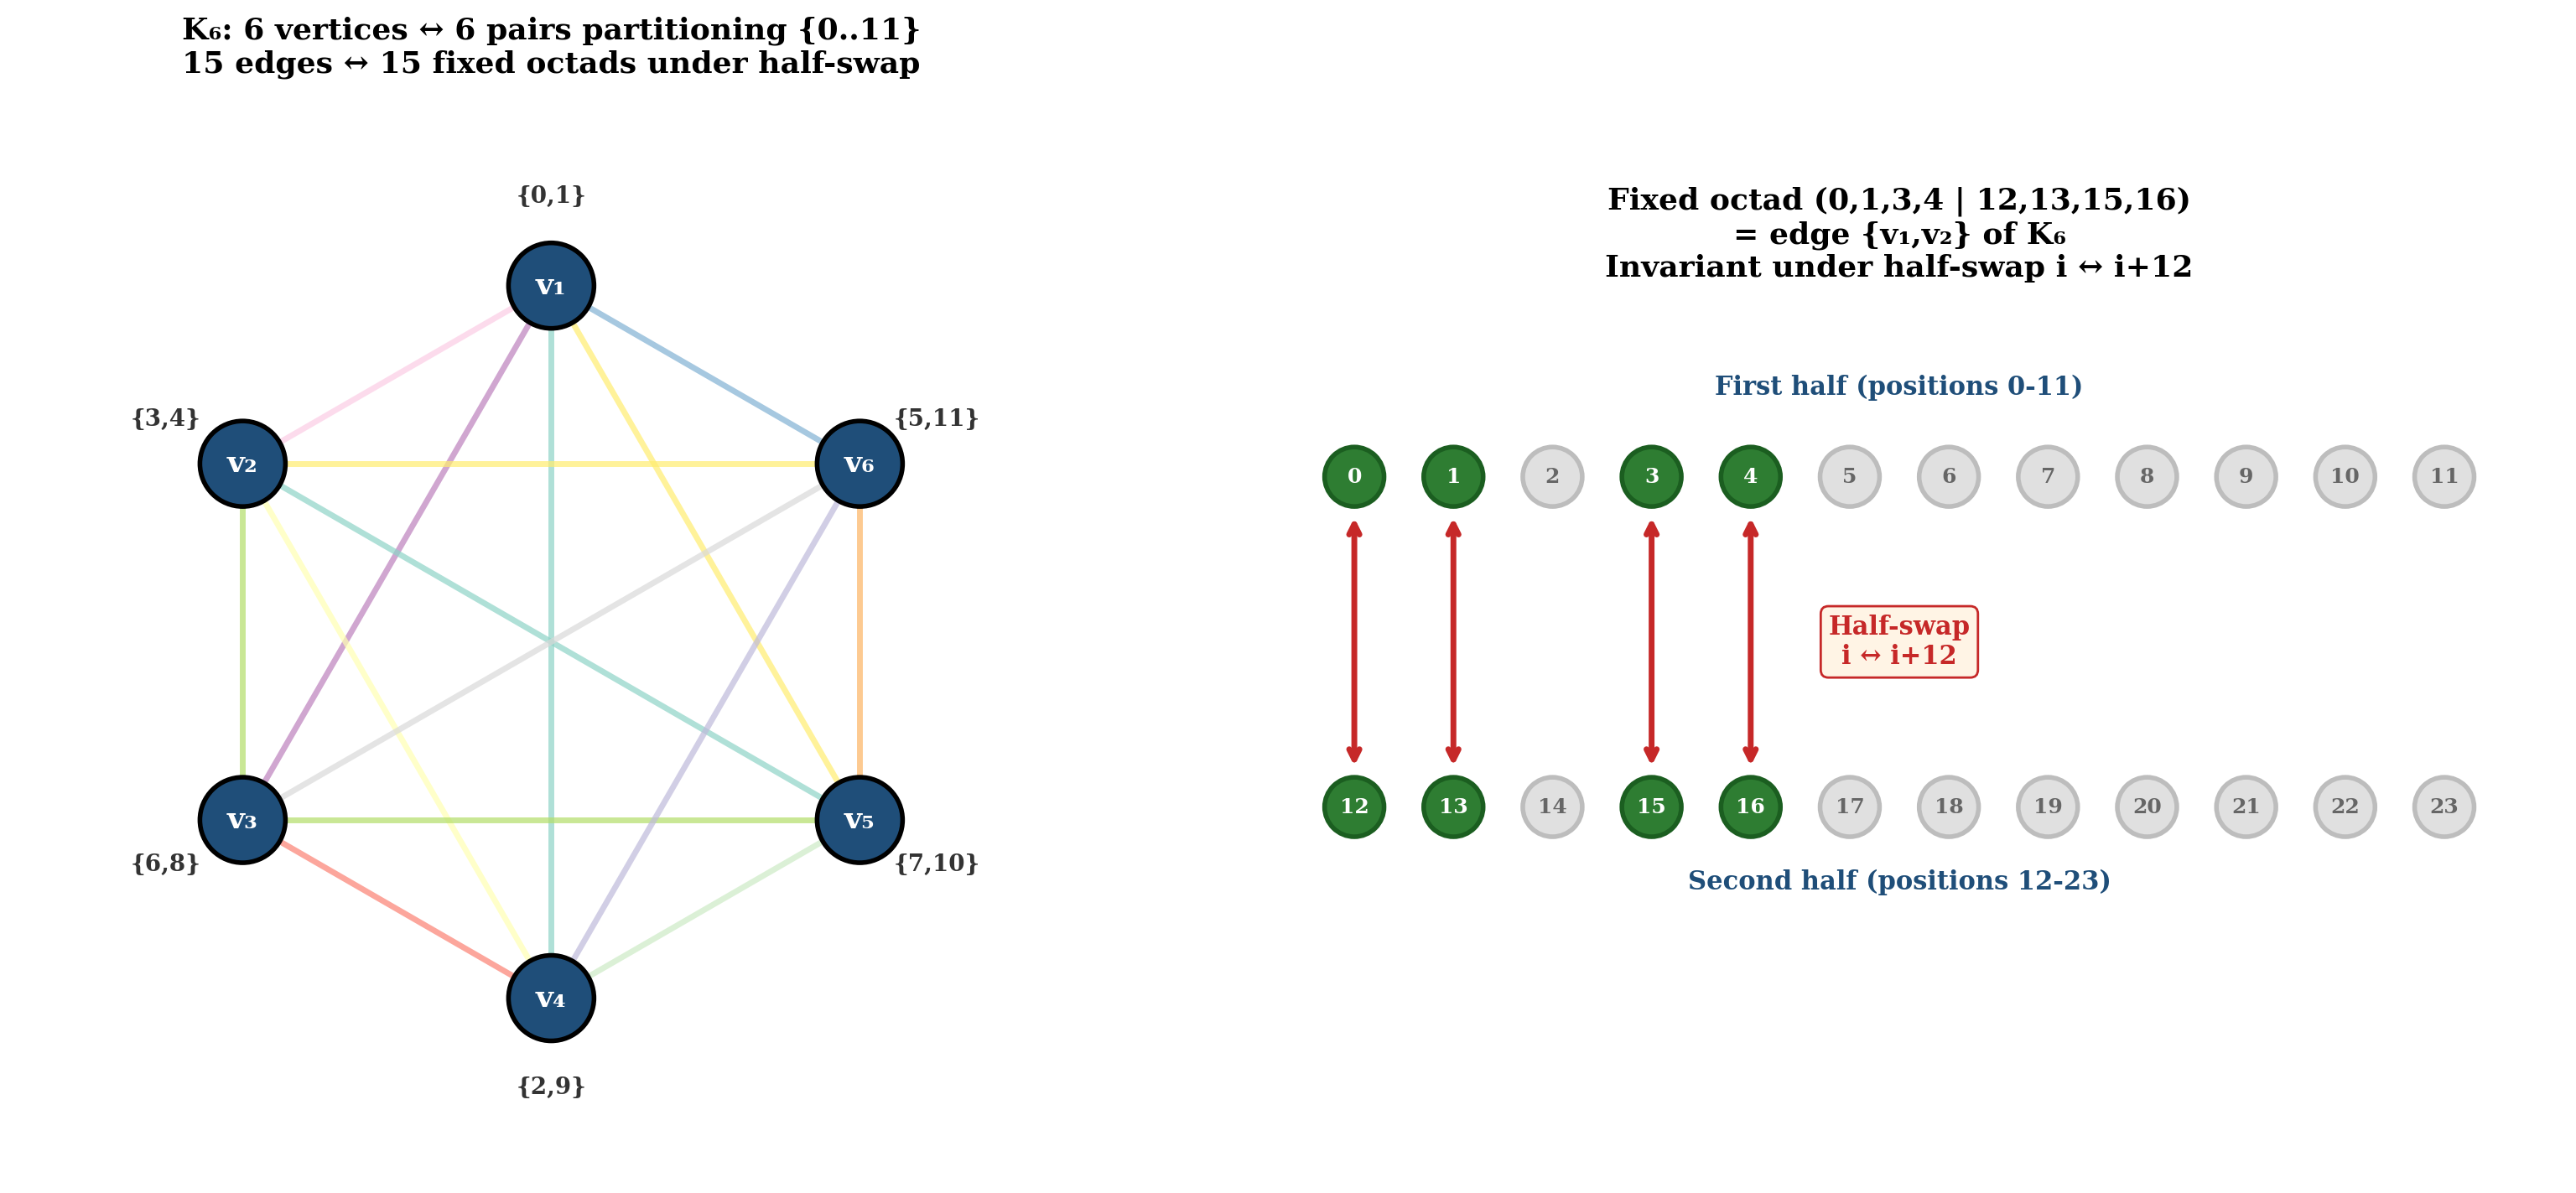 K₆: 6 vertices ↔ 6 pairs partitioning {0..11}
15 edges ↔ 15 fixed octads under half-swap
{0,1}
v₁
{3,4}
v₂
{5,11}
v₆
v₃
{6,8}
v₅
{7,10}
v₄
{2,9}
Fixed octad (0,1,3,4 | 12,13,15,16)
= edge {v₁,v₂} of K₆
Invariant under half-swap i ↔ i+12
First half (positions 0-11)
0 1 2 3 4 5 6 7 8 9 10 11
Half-swap
i ↔ i+12
12 13 14 15 16 17 18 19 20 21 22 23
Second half (positions 12-23)